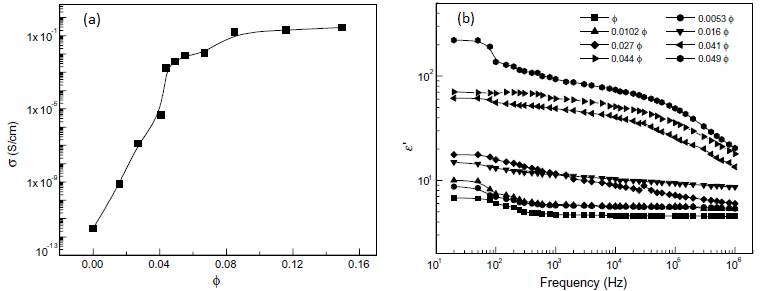 (a)
σ (S/cm)
1x10⁻¹
1x10⁻⁵
1x10⁻⁹
10⁻¹³
0.00 0.04 0.08 0.12 0.16
ϕ
(b)
ϕ 0.0053 ϕ
0.0102 ϕ 0.016 ϕ
0.027 ϕ 0.041 ϕ
0.044 ϕ 0.049 ϕ
ε'
10²
10¹
10¹ 10² 10³ 10⁴ 10⁵ 10⁶
Frequency (Hz)